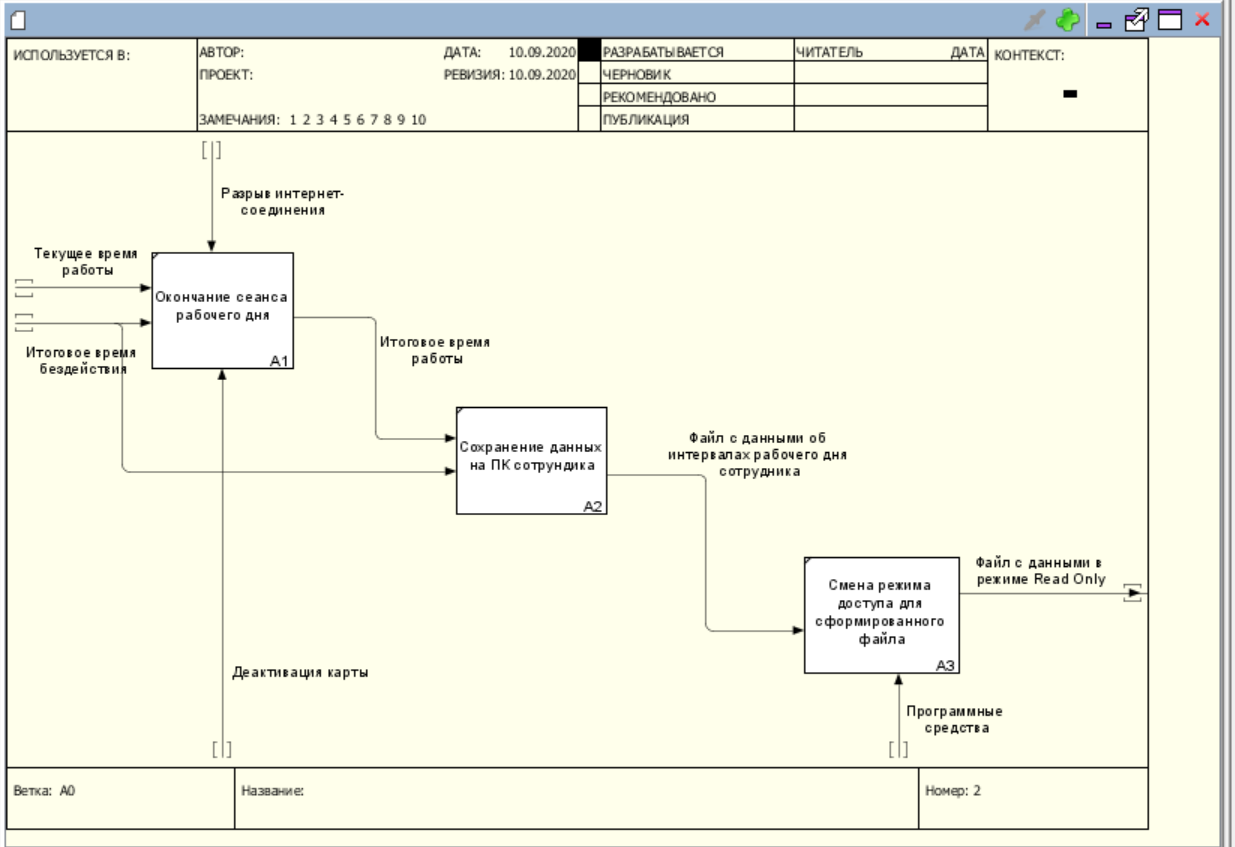 ИСПОЛЬЗУЕТСЯ В:
АВТОР:
ДАТА: 10.09.2020
ПРОЕКТ:
РЕВИЗИЯ: 10.09.2020
ЗАМЕЧАНИЯ: 1 2 3 4 5 6 7 8 9 10
РАЗРАБАТЫВАЕТСЯ
ЧЕРНОВИК
РЕКОМЕНДОВАНО
ПУБЛИКАЦИЯ
ЧИТАТЕЛЬ
ДАТА
КОНТЕКСТ:
Разрыв интернет-
соединения
Текущее время
работы
Окончание сеанса
рабочего дня
A1
Итоговое время
бездействия
Итоговое время
работы
Сохранение данных
на ПК сотрундика
A2
Файл с данными об
интервалах рабочего дня
сотрудника
Файл с данными в
режиме Read Only
Смена режима
доступа для
сформированного
файла
A3
Деактивация карты
Программные
средства
Ветка: A0
Название:
Номер: 2